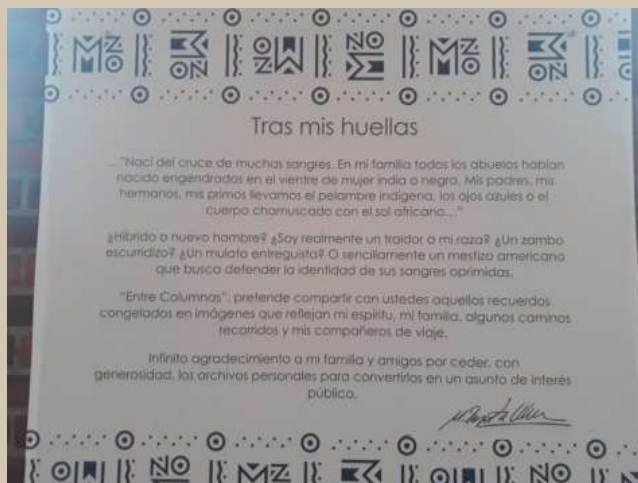 Tras mis huellas
...."Nací del cruce de muchas sangres. En mi familia todos los abuelos habían
nacido engendrados en el vientre de mujer india o negra. Mis padres, mis
hermanos, mis primos llevamos el pelambre indígena, los ojos azules o el
cuerpo chamuscado con el sol africano...."
¿Híbrido o nuevo hombre? ¿Soy realmente un traidor a mi raza? ¿Un zambo
escurridizo? ¿Un mulato entreguista? O sencillamente un mestizo americano
que busca defender la identidad de sus sangres oprimidas.
"Entre Columnas", pretende compartir con ustedes aquellos recuerdos
congelados en imágenes que reflejan mi espíritu, mi familia, algunos caminos
recorridos y mis compañeros de viaje.
Infinito agradecimiento a mi familia y amigos por ceder, con
generosidad, los archivos personales para convertirlos en un asunto de interés
público.